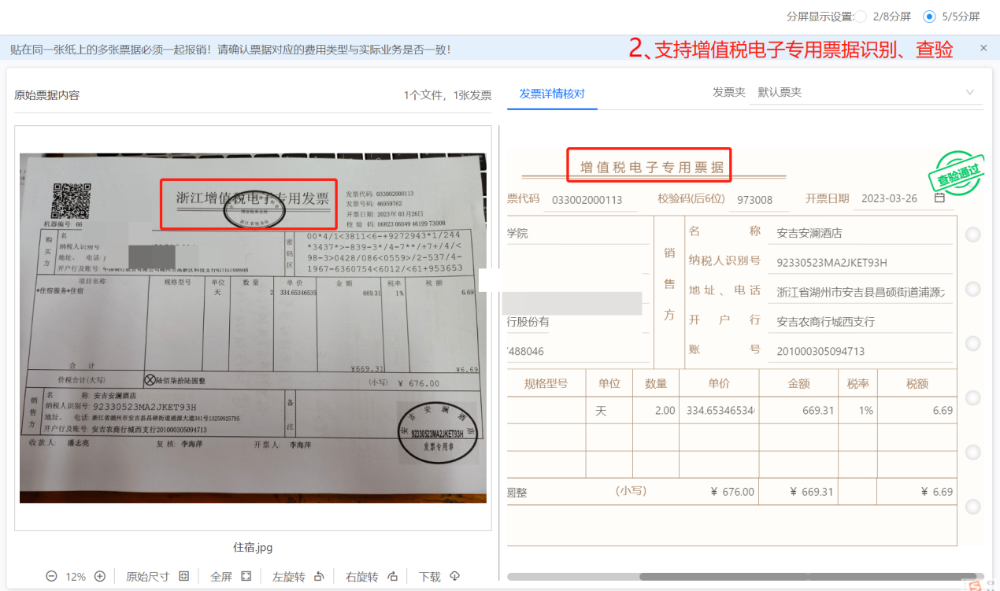 分屏显示设置: 2/8分屏 5/5分屏
贴在同一张纸上的多张票据必须一起报销！请确认票据对应的费用类型与实际业务是否一致！
2、支持增值税电子专用票据识别、查验
原始票据内容 1个文件，1张发票
浙江增值税电子专用发票
发票代码: 033002000113
发票号码: 46959762
开票日期: 2023年03月26日
校 验 码: 06823 06049 46199 73008
机器编号: 66
购买方
名
纳税人识别号:
地址、 电话:
开户行及账号:
密码区
00*4/1<3811<6-+9272943*1/244
*3437*>-839-3*/4-7**/+7+/4/<
98-3>0428/086<0559>/2-537/4-
1967-6360754<6012/<61+953653
项目名称 规格型号 单位 数 量 单 价 金 额 税率 税 额
*住宿服务*住宿 天 2 334.65346535 669.31 1% 6.69
合 计 ¥669.31 ¥6.69
价税合计(大写) 陆佰柒拾陆圆整 (小写) ¥ 676.00
销售方
名 称: 安吉安澜酒店
纳税人识别号: 92330523MA2JKET93H
地址、 电话: 浙江省湖州市安吉县昌硕街道浦源大道341号13250925795
开户行及账号: 安吉农商行城西支行201000305094713
备注
安吉安澜酒店
92330523MA2JKET93H
发票专用章
收 款 人: 潘志亮 复 核: 李海萍 开 票 人: 李海萍
住宿.jpg
12% 原始尺寸 全屏 左旋转 右旋转 下载
发票详情核对 发票夹 默认票夹
增值税电子专用票据
查验通过
票代码 033002000113 校验码(后6位) 973008 开票日期 2023-03-26
学院
行股份有
7488046
销售方
名 称 安吉安澜酒店
纳税人识别号 92330523MA2JKET93H
地址、电话 浙江省湖州市安吉县昌硕街道浦源
开 户 行 安吉农商行城西支行
账 号 201000305094713
规格型号 单位 数量 单价 金额 税率 税额
天 2.00 334.65346534 669.31 1% 6.69
圆整 (小写) ¥ 676.00 ¥ 669.31 ¥ 6.69